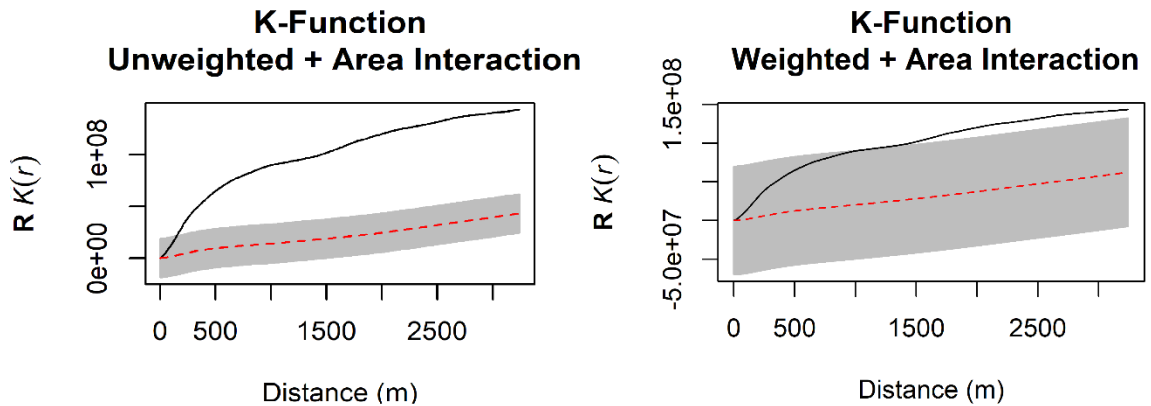 K-Function
Unweighted + Area Interaction
R K(r)
0e+00 1e+08
0 500 1500 2500
Distance (m)
K-Function
Weighted + Area Interaction
R K(r)
-5.0e+07 1.5e+08
0 500 1500 2500
Distance (m)